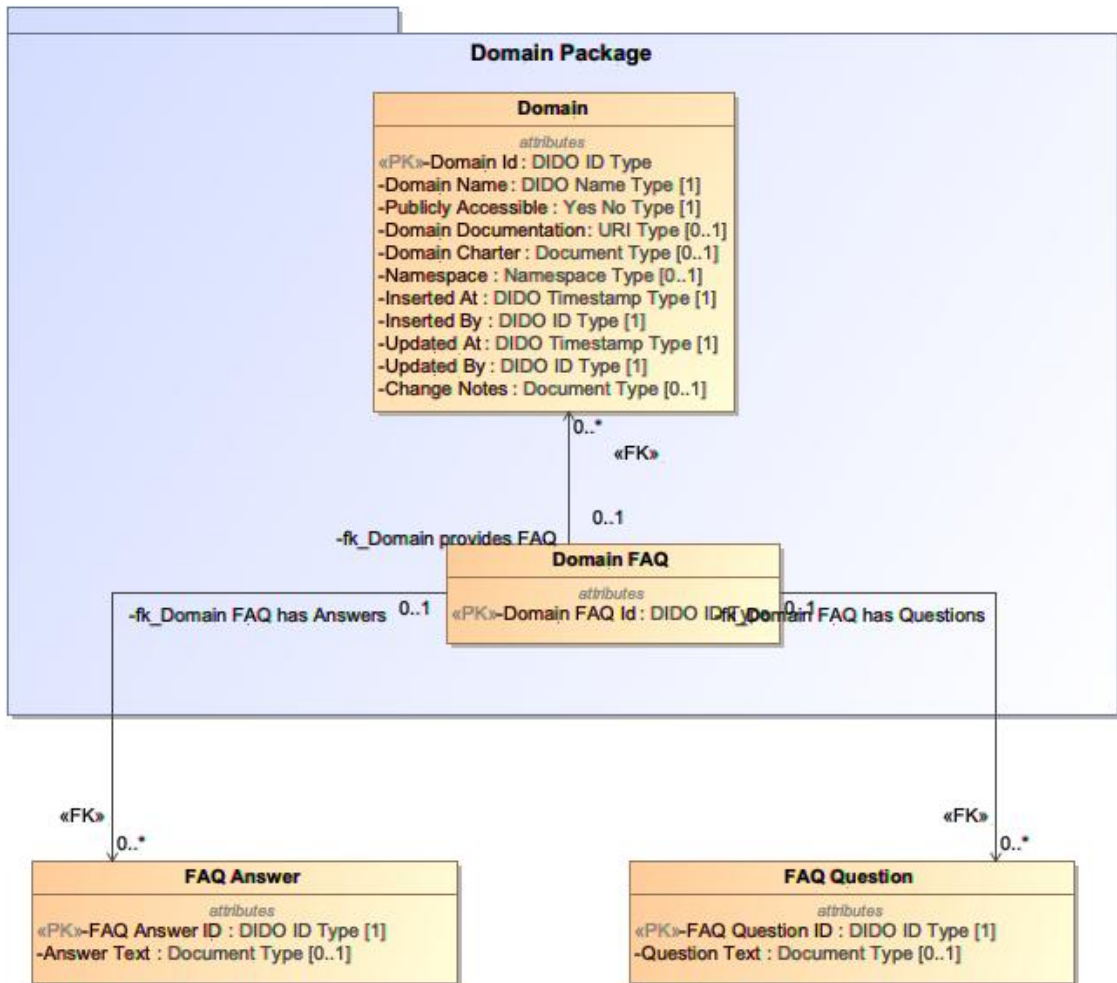 Domain Package
Domain
attributes
«PK»-Domain Id : DIDO ID Type
-Domain Name : DIDO Name Type [1]
-Publicly Accessible : Yes No Type [1]
-Domain Documentation: URI Type [0..1]
-Domain Charter : Document Type [0..1]
-Namespace : Namespace Type [0..1]
-Inserted At : DIDO Timestamp Type [1]
-Inserted By : DIDO ID Type [1]
-Updated At : DIDO Timestamp Type [1]
-Updated By : DIDO ID Type [1]
-Change Notes : Document Type [0..1]
0..*
«FK»
0..1
-fk_Domain provides FAQ
Domain FAQ
attributes
«PK»-Domain FAQ Id : DIDO ID Type
0..1
-fk_Domain FAQ has Answers
0..1
-fk_Domain FAQ has Questions
«FK»
0..*
«FK»
0..*
FAQ Answer
attributes
«PK»-FAQ Answer ID : DIDO ID Type [1]
-Answer Text : Document Type [0..1]
FAQ Question
attributes
«PK»-FAQ Question ID : DIDO ID Type [1]
-Question Text : Document Type [0..1]